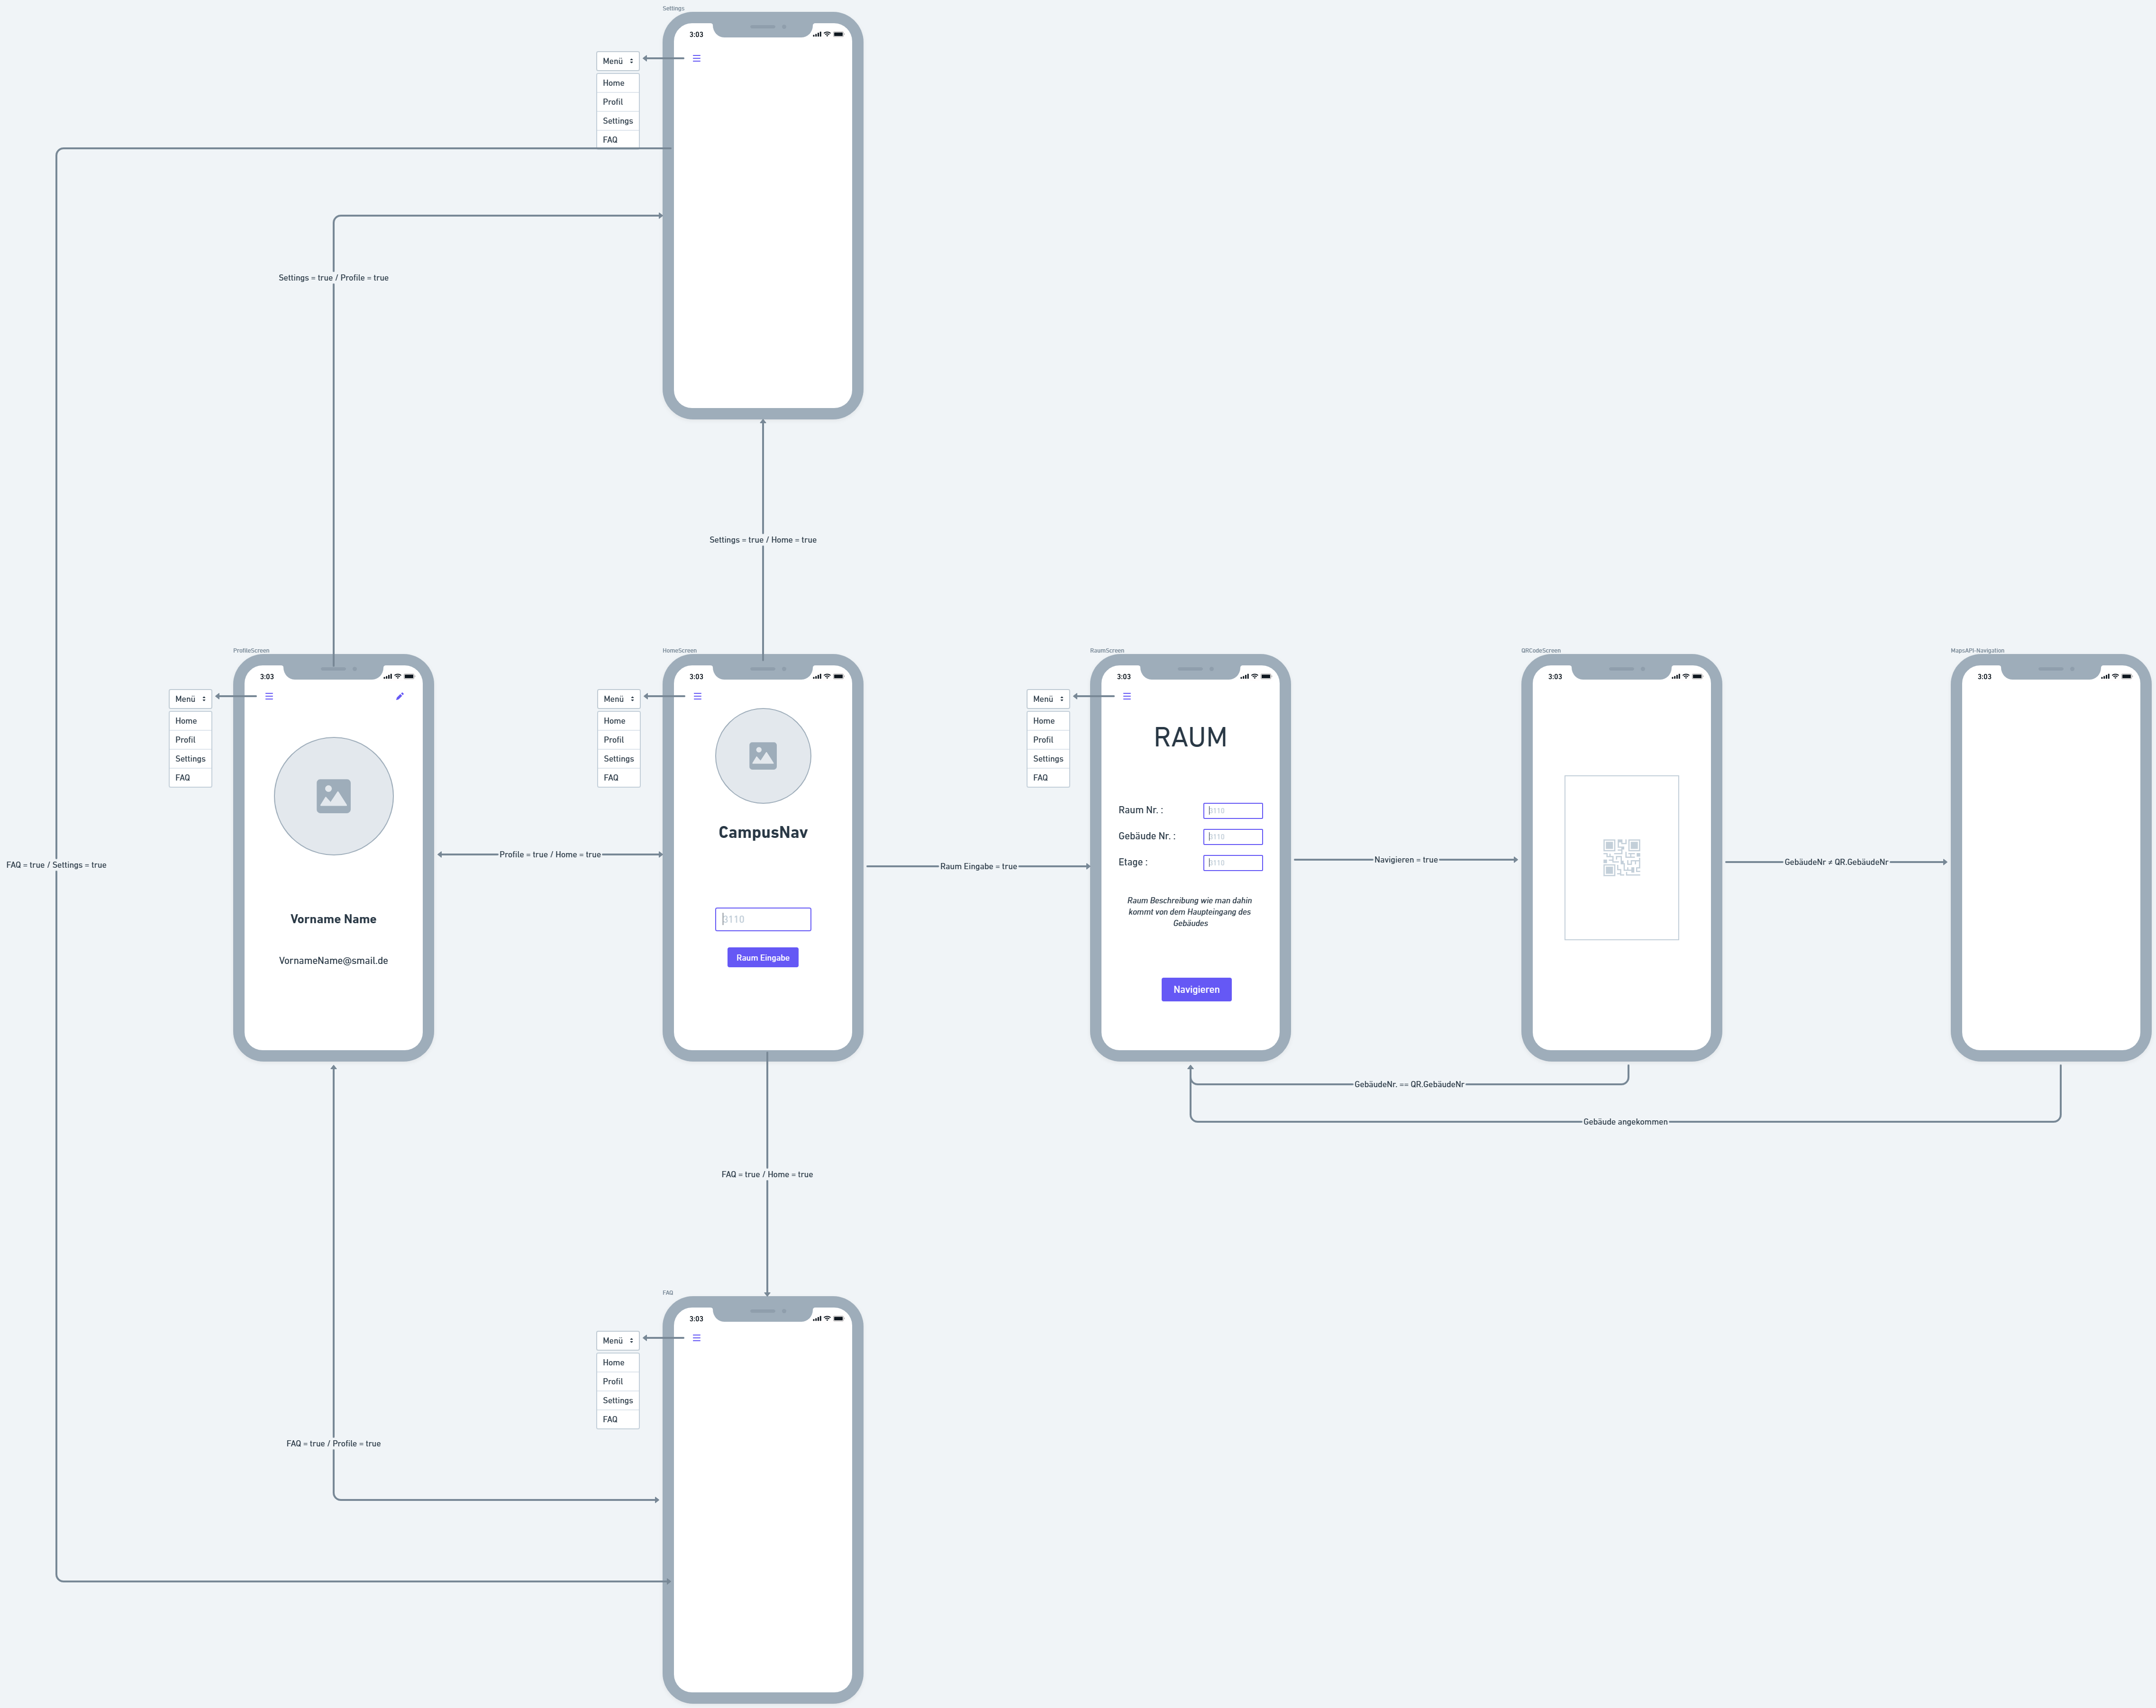 Settings
3:03
Menü
Home
Profil
Settings
FAQ
Settings = true / Profile = true
Settings = true / Home = true
FAQ = true / Settings = true
ProfileScreen
3:03
Menü
Home
Profil
Settings
FAQ
Vorname Name
VornameName@smail.de
Profile = true / Home = true
HomeScreen
3:03
Menü
Home
Profil
Settings
FAQ
CampusNav
3110
Raum Eingabe
Raum Eingabe = true
RaumScreen
3:03
Menü
Home
Profil
Settings
FAQ
RAUM
Raum Nr. :
3110
Gebäude Nr. :
3110
Etage :
3110
Raum Beschreibung wie man dahin
kommt von dem Haupteingang des
Gebäudes
Navigieren
Navigieren = true
QRCodeScreen
3:03
GebäudeNr ≠ QR.GebäudeNr
MapsAPI-Navigation
3:03
GebäudeNr. == QR.GebäudeNr
Gebäude angekommen
FAQ = true / Home = true
FAQ = true / Profile = true
FAQ
3:03
Menü
Home
Profil
Settings
FAQ